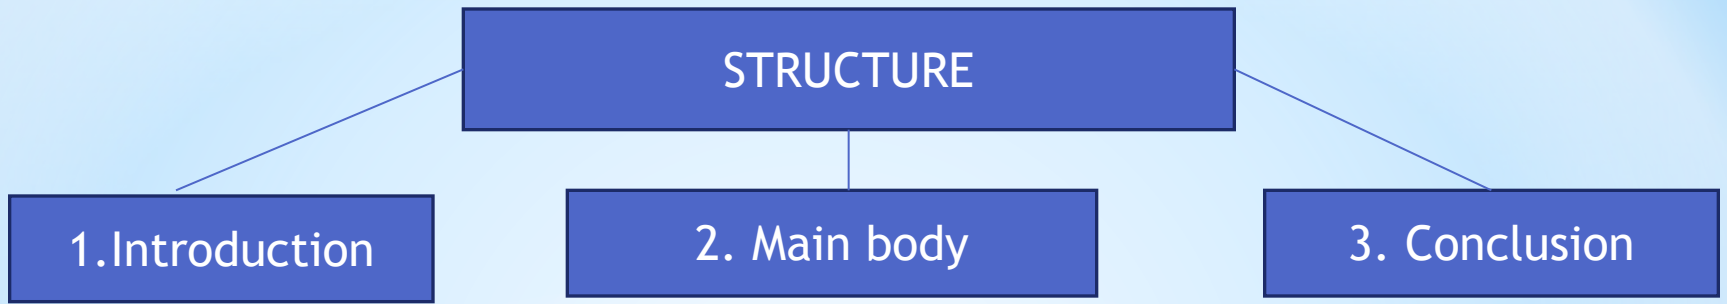 STRUCTURE
1.Introduction
2. Main body
3. Conclusion